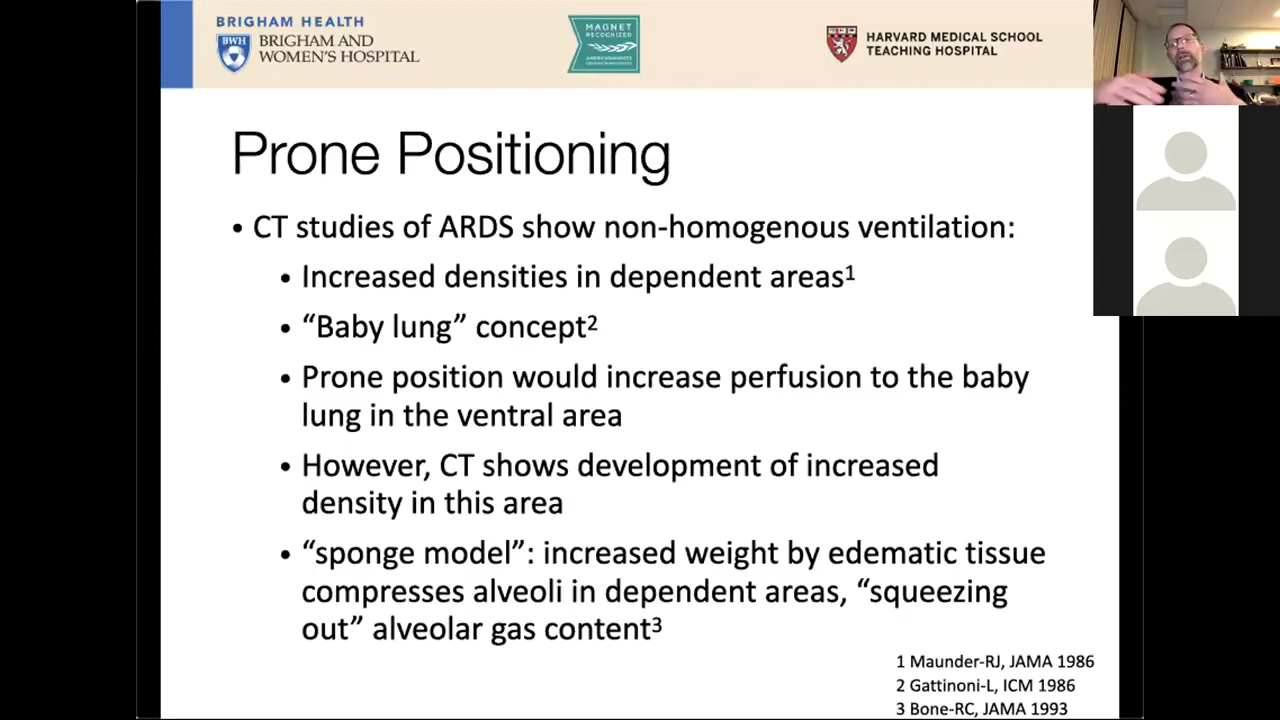 BRIGHAM HEALTH
BWH
BRIGHAM AND
WOMEN'S HOSPITAL
MAGNET
RECOGNIZED
HARVARD MEDICAL SCHOOL
TEACHING HOSPITAL
Prone Positioning
• CT studies of ARDS show non-homogenous ventilation:
• Increased densities in dependent areas1
• “Baby lung” concept2
• Prone position would increase perfusion to the baby
lung in the ventral area
• However, CT shows development of increased
density in this area
• “sponge model”: increased weight by edematic tissue
compresses alveoli in dependent areas, “squeezing
out” alveolar gas content3
1 Maunder-RJ, JAMA 1986
2 Gattinoni-L, ICM 1986
3 Bone-RC, JAMA 1993